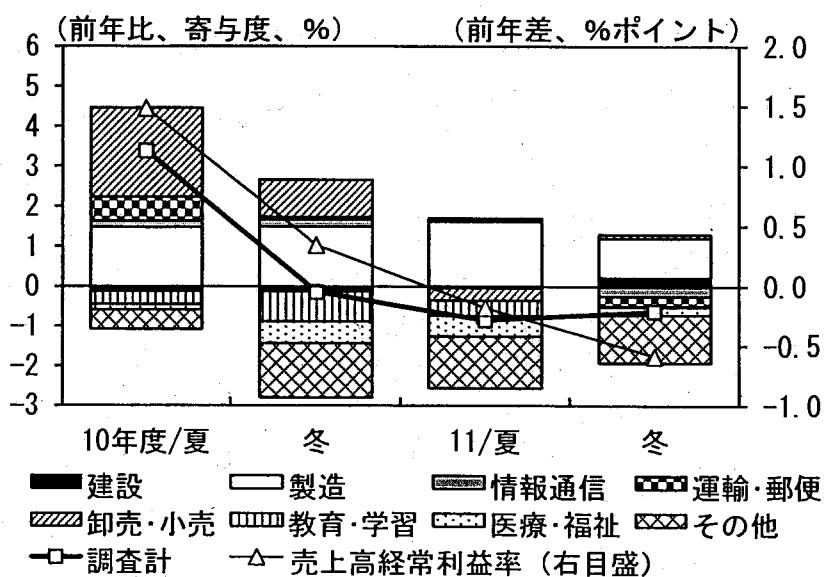 (前年比、寄与度、%) (前年差、%ポイント)
6 2.0
5 1.5
4
3 1.0
2 0.5
1
0 0.0
-1 -0.5
-2
-3 -1.0
10年度/夏 冬 11/夏 冬
建設 製造 情報通信 運輸・郵便
卸売・小売 教育・学習 医療・福祉 その他
調査計 売上高経常利益率 (右目盛)